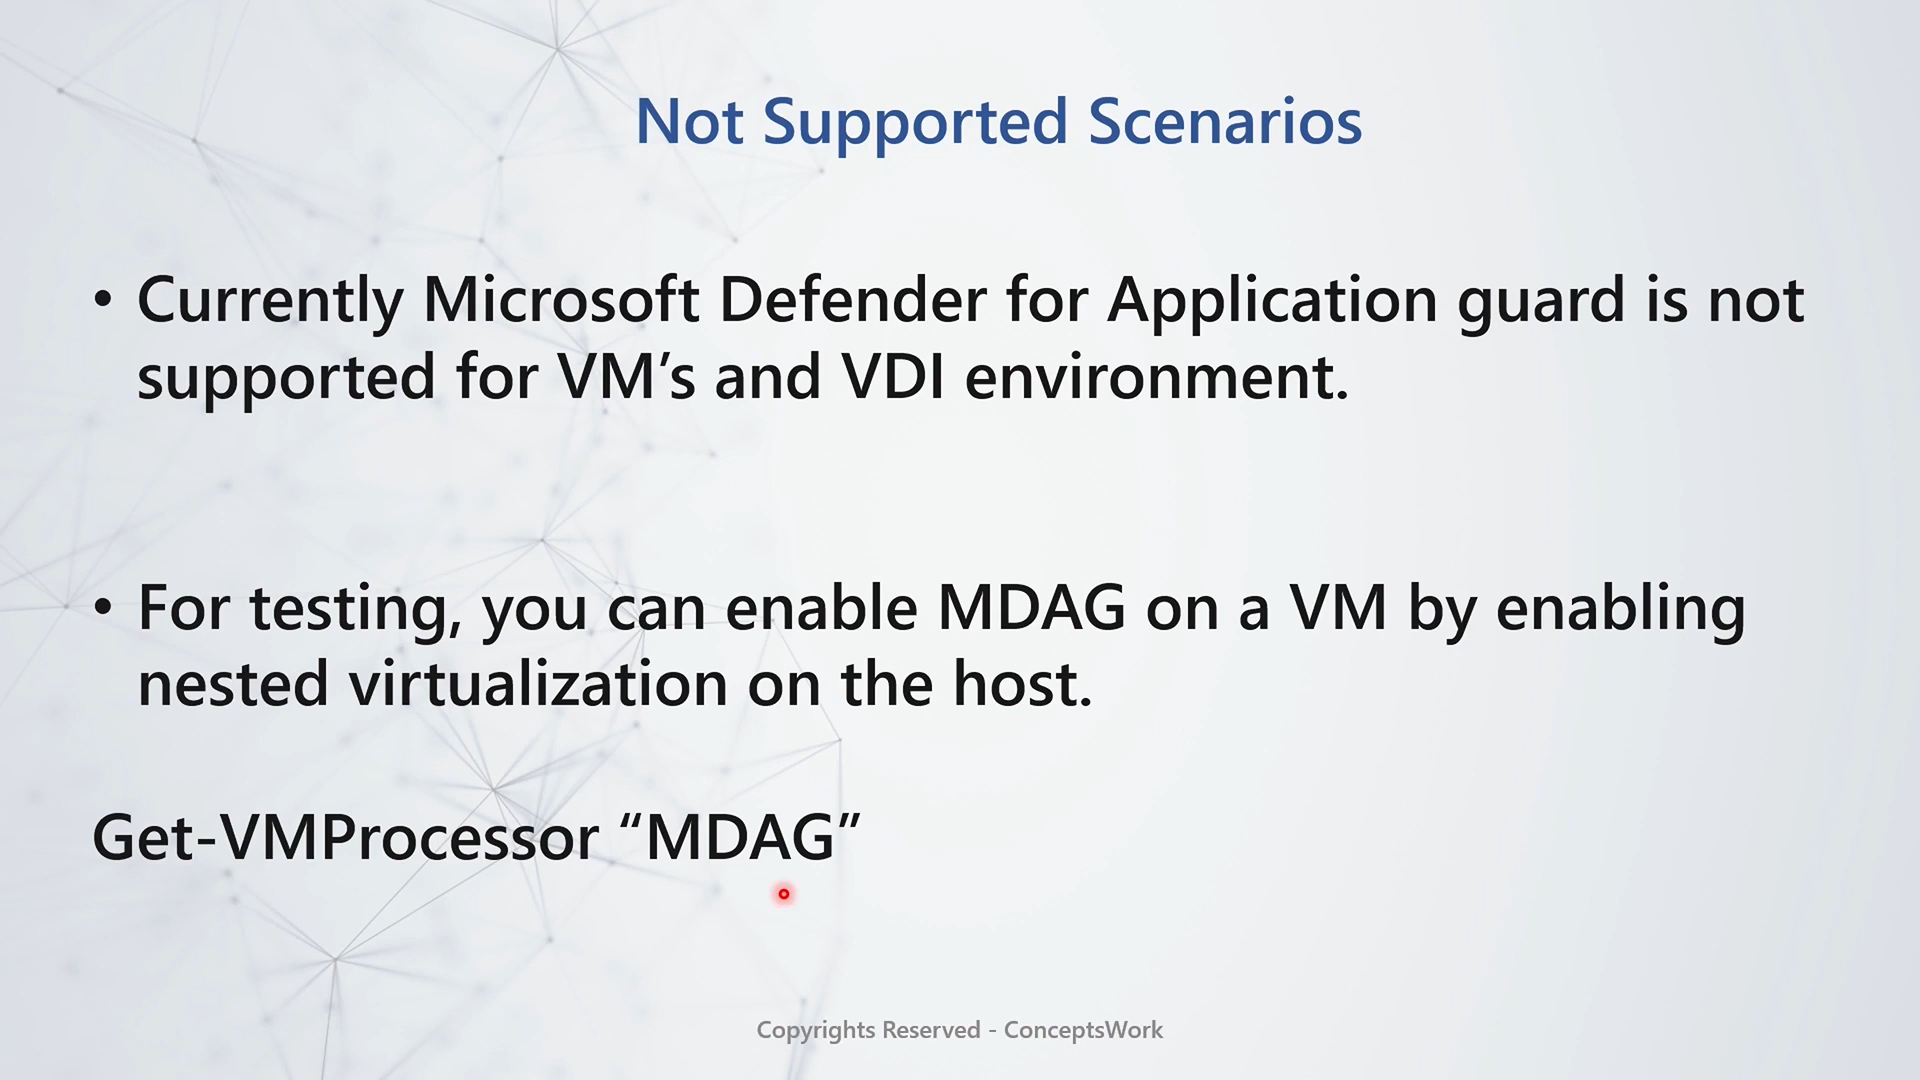 Not Supported Scenarios
• Currently Microsoft Defender for Application guard is not
supported for VM’s and VDI environment.
• For testing, you can enable MDAG on a VM by enabling
nested virtualization on the host.
Get-VMProcessor “MDAG”
Copyrights Reserved - ConceptsWork